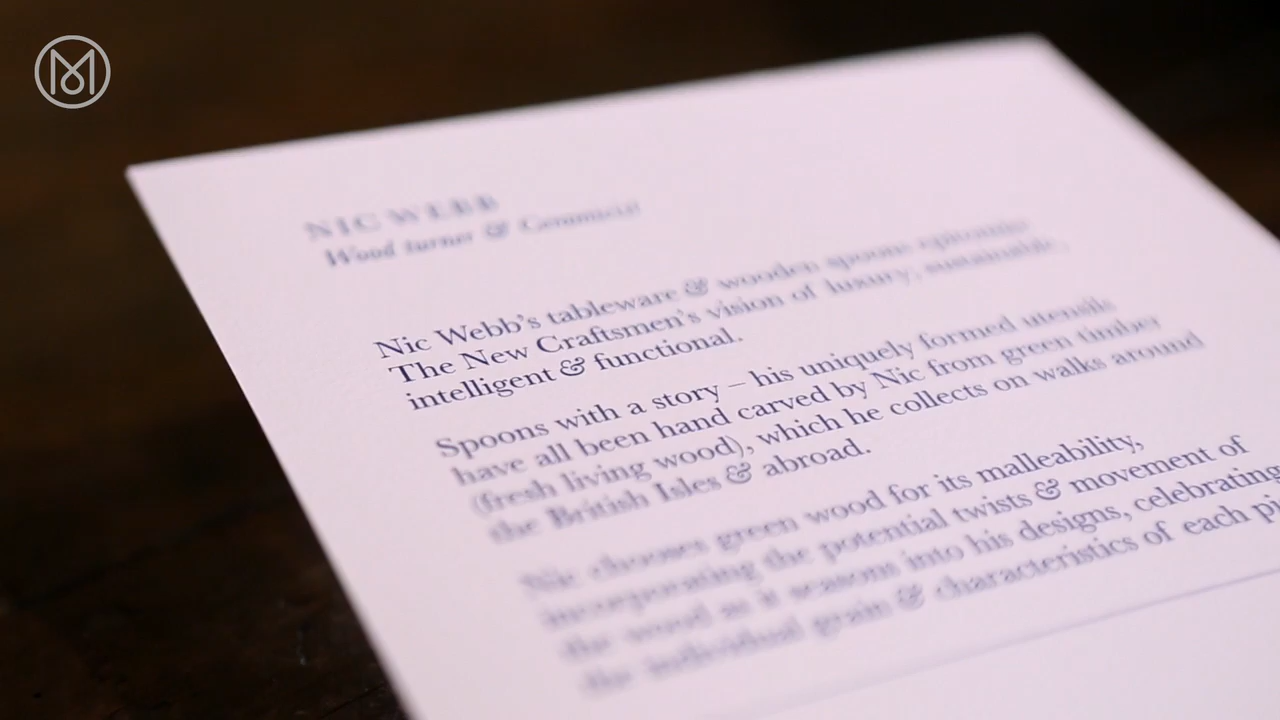 NIC WEBB
Wood turner & Ceramicist
Nic Webb's tableware & wooden spoons epitomise
The New Craftsmen's vision of luxury, sustainable,
intelligent & functional.
Spoons with a story – his uniquely formed utensils
have all been hand carved by Nic from green timber
(fresh living wood), which he collects on walks around
the British Isles & abroad.
Nic chooses green wood for its malleability,
incorporating the potential twists & movement of
the wood as it seasons into his designs, celebrating
the individual grain & characteristics of each